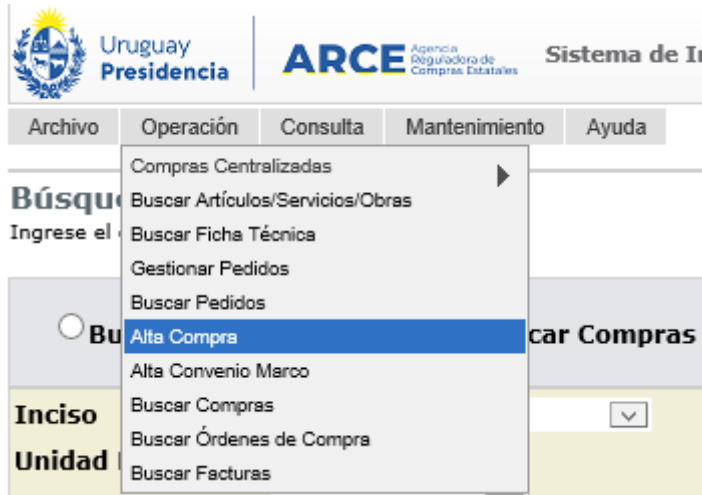 Uruguay
Presidencia
ARCE Agencia
Reguladora de
Compras Estatales
Sistema de I
Archivo Operación Consulta Mantenimiento Ayuda
Compras Centralizadas
Búsqu
Buscar Artículos/Servicios/Obras
Ingrese el
Buscar Ficha Técnica
Gestionar Pedidos
Buscar Pedidos
Bu
Alta Compra
car Compras
Alta Convenio Marco
Inciso
Buscar Compras
Buscar Órdenes de Compra
Unidad
Buscar Facturas